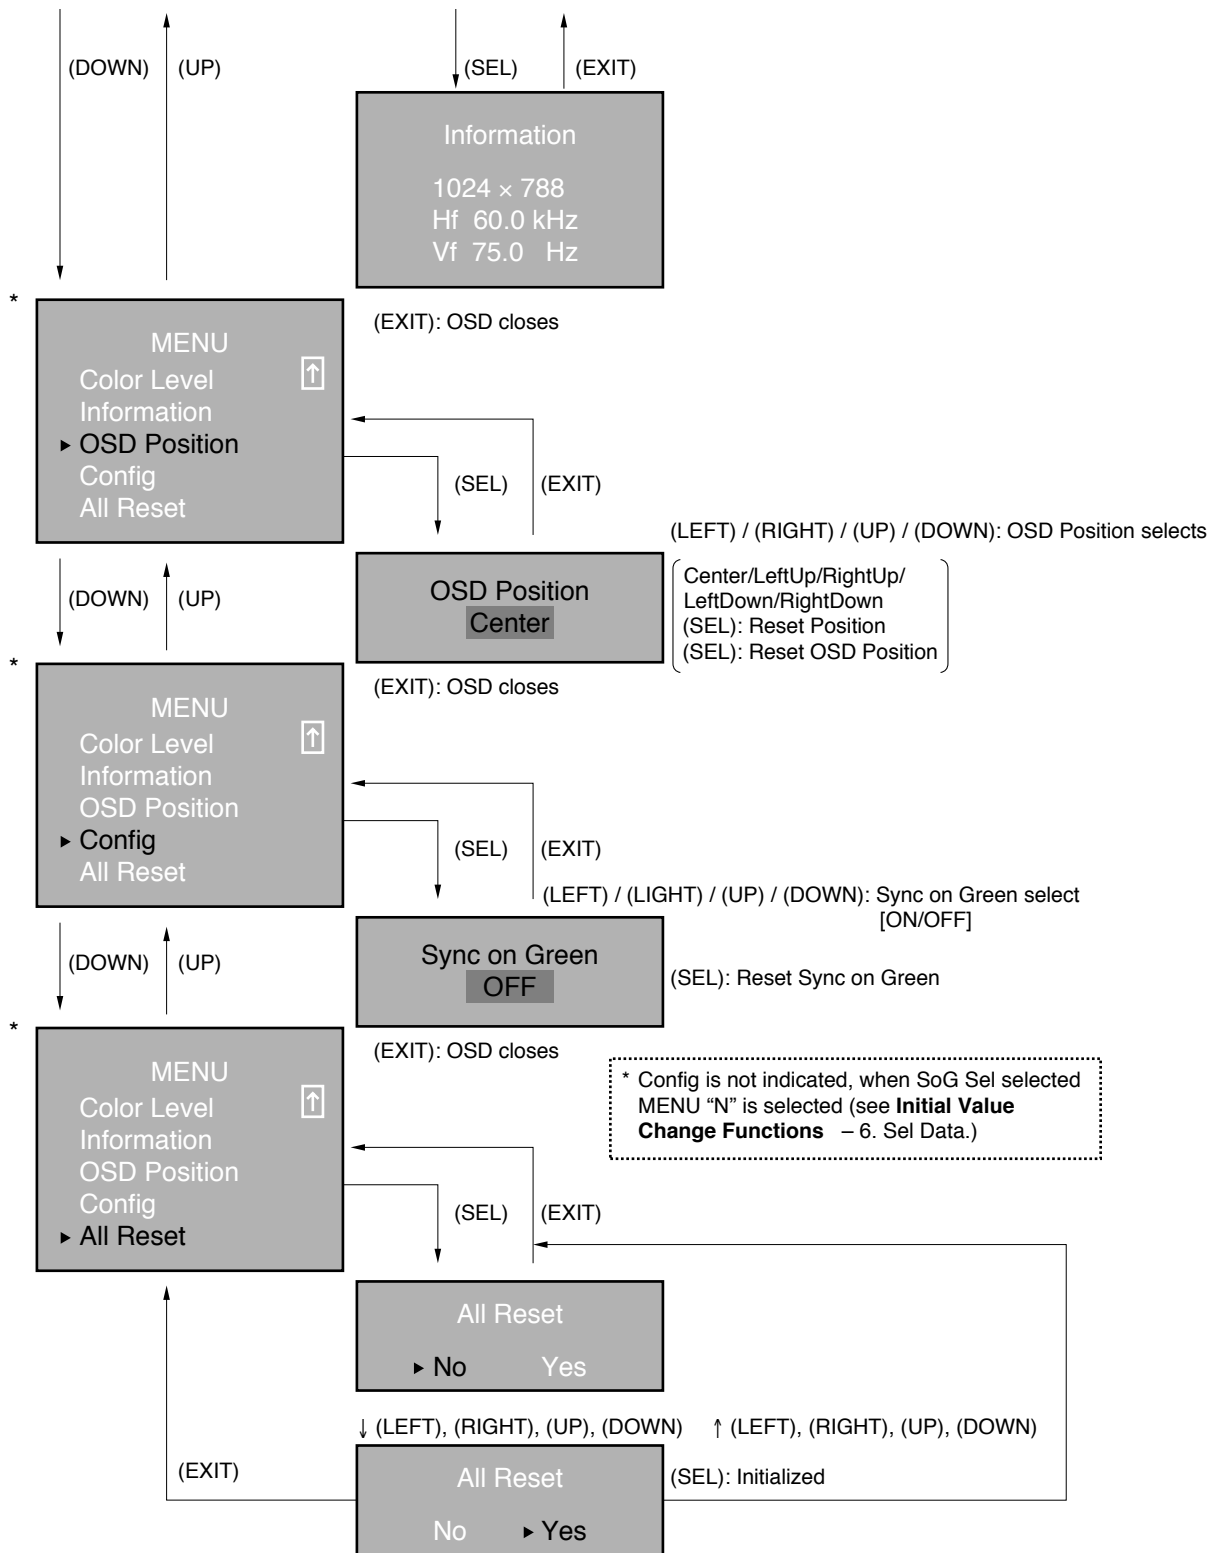 (DOWN) (UP) (SEL) (EXIT)
Information
1024 × 788
Hf 60.0 kHz
Vf 75.0 Hz
(EXIT): OSD closes
*
MENU
Color Level ↑
Information
▸ OSD Position
Config
All Reset
(SEL) (EXIT)
(LEFT) / (RIGHT) / (UP) / (DOWN): OSD Position selects
OSD Position
Center
Center/LeftUp/RightUp/
LeftDown/RightDown
(SEL): Reset Position
(SEL): Reset OSD Position
(DOWN) (UP)
(EXIT): OSD closes
*
MENU
Color Level ↑
Information
OSD Position
▸ Config
All Reset
(SEL) (EXIT)
(LEFT) / (LIGHT) / (UP) / (DOWN): Sync on Green select
[ON/OFF]
Sync on Green
OFF
(SEL): Reset Sync on Green
(DOWN) (UP)
(EXIT): OSD closes
*
MENU
Color Level ↑
Information
OSD Position
Config
▸ All Reset
* Config is not indicated, when SoG Sel selected
MENU “N” is selected (see Initial Value
Change Functions – 6. Sel Data.)
(SEL) (EXIT)
All Reset
▸ No Yes
↓ (LEFT), (RIGHT), (UP), (DOWN) ↑ (LEFT), (RIGHT), (UP), (DOWN)
(EXIT)
All Reset
No ▸ Yes
(SEL): Initialized